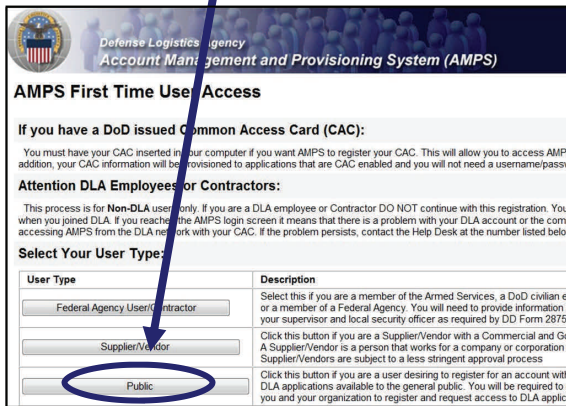 Defense Logistics Agency
Account Management and Provisioning System (AMPS)
AMPS First Time User Access
If you have a DoD issued Common Access Card (CAC):
You must have your CAC inserted in your computer if you want AMPS to register your CAC. This will allow you to access AMP
addition, your CAC information will be provisioned to applications that are CAC enabled and you will not need a username/passw
Attention DLA Employees or Contractors:
This process is for Non-DLA users only. If you are a DLA employee or Contractor DO NOT continue with this registration. You
when you joined DLA. If you reached the AMPS login screen it means that there is a problem with your DLA account or the com
accessing AMPS from the DLA network with your CAC. If the problem persists, contact the Help Desk at the number listed belo
Select Your User Type:
User Type Description
Federal Agency User/Contractor
Select this if you are a member of the Armed Services, a DoD civilian e
or a member of a Federal Agency. You will need to provide information
your supervisor and local security officer as required by DD Form 2875
Supplier/Vendor
Click this button if you are a Supplier/Vendor with a Commercial and Go
A Supplier/Vendor is a person that works for a company or corporation
Supplier/Vendors are subject to a less stringent approval process
Public
Click this button if you are a user desiring to register for an account with
DLA applications available to the general public. You will be required to
you and your organization to register and request access to DLA applic